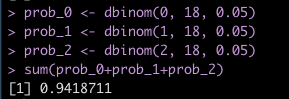 > prob_0 <- dbinom(0, 18, 0.05)
> prob_1 <- dbinom(1, 18, 0.05)
> prob_2 <- dbinom(2, 18, 0.05)
> sum(prob_0+prob_1+prob_2)
[1] 0.9418711